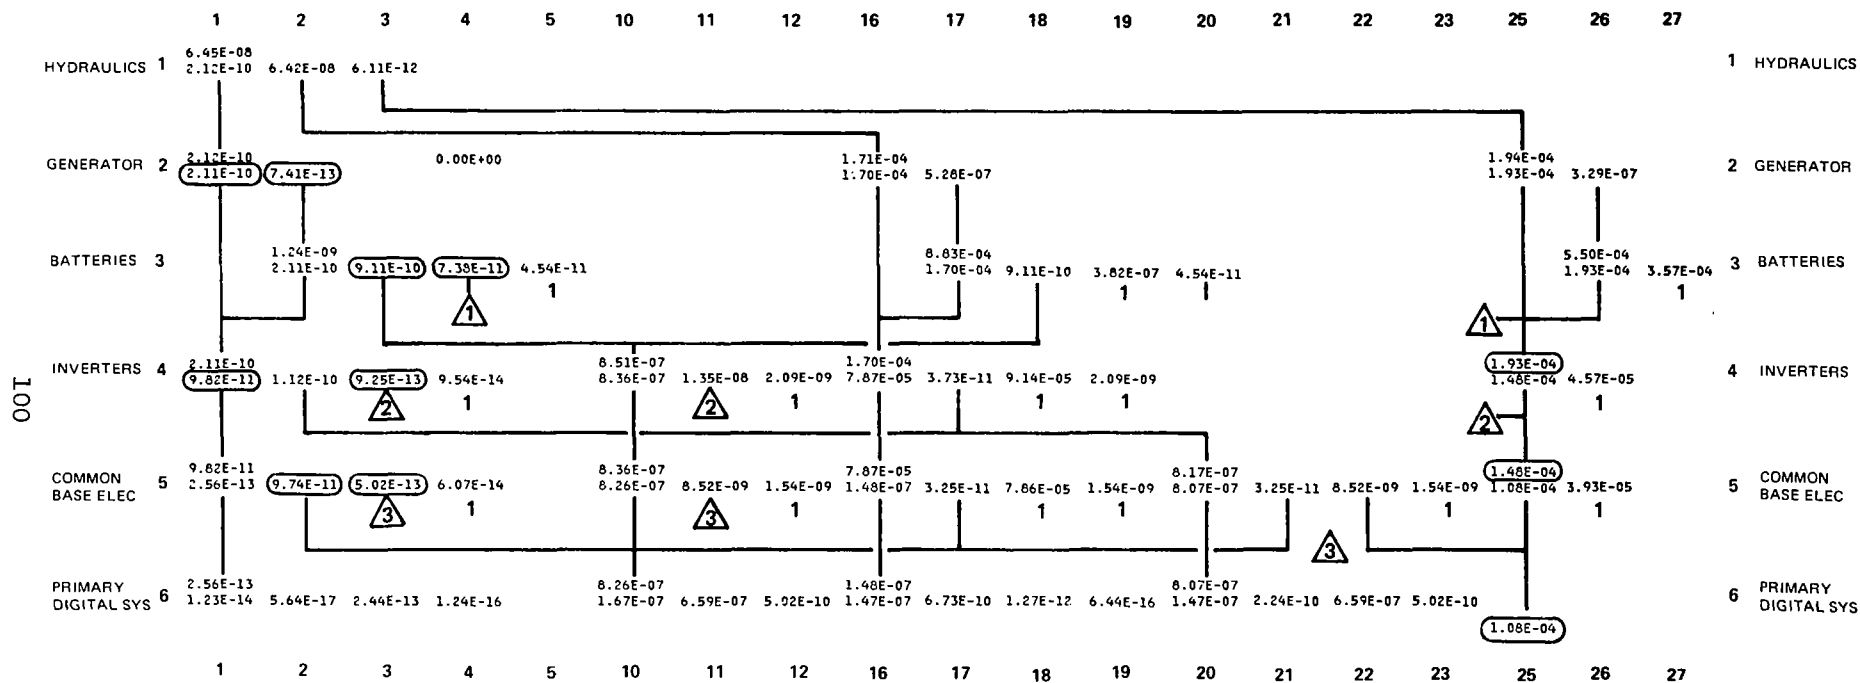 1 2 3 4 5 10 11 12 16 17 18 19 20 21 22 23 25 26 27
6.45E-08
HYDRAULICS 1 2.12E-10 6.42E-08 6.11E-12 1 HYDRAULICS
2.12E-10 0.00E+00 1.71E-04 1.94E-04
GENERATOR 2 2.11E-10 7.41E-13 1.70E-04 5.28E-07 1.93E-04 3.29E-07 2 GENERATOR
1.24E-09 8.83E-04 5.50E-04
BATTERIES 3 2.11E-10 9.11E-10 7.38E-11 4.54E-11 1.70E-04 9.11E-10 3.82E-07 4.54E-11 1.93E-04 3.57E-04 3 BATTERIES
1 1 1 1 1
1
2.11E-10 8.51E-07 1.70E-04 1.93E-04
INVERTERS 4 9.82E-11 1.12E-10 9.25E-13 9.54E-14 8.36E-07 1.35E-08 2.09E-09 7.87E-05 3.73E-11 9.14E-05 2.09E-09 1.48E-04 4.57E-05 4 INVERTERS
2 1 2 1 1 1 1
2
9.82E-11 8.36E-07 7.87E-05 8.17E-07 1.48E-04
COMMON BASE ELEC 5 2.56E-13 9.74E-11 5.02E-13 6.07E-14 8.26E-07 8.52E-09 1.54E-09 1.48E-07 3.25E-11 7.86E-05 1.54E-09 8.07E-07 3.25E-11 8.52E-09 1.54E-09 1.08E-04 3.93E-05 5 COMMON BASE ELEC
3 1 3 1 1 1 1 1
3
2.56E-13 8.26E-07 1.48E-07 8.07E-07
PRIMARY DIGITAL SYS 6 1.23E-14 5.64E-17 2.44E-13 1.24E-16 1.67E-07 6.59E-07 5.02E-10 1.47E-07 6.73E-10 1.27E-12 6.44E-16 1.47E-07 2.24E-10 6.59E-07 5.02E-10 6 PRIMARY DIGITAL SYS
1.08E-04
1 2 3 4 5 10 11 12 16 17 18 19 20 21 22 23 25 26 27
100